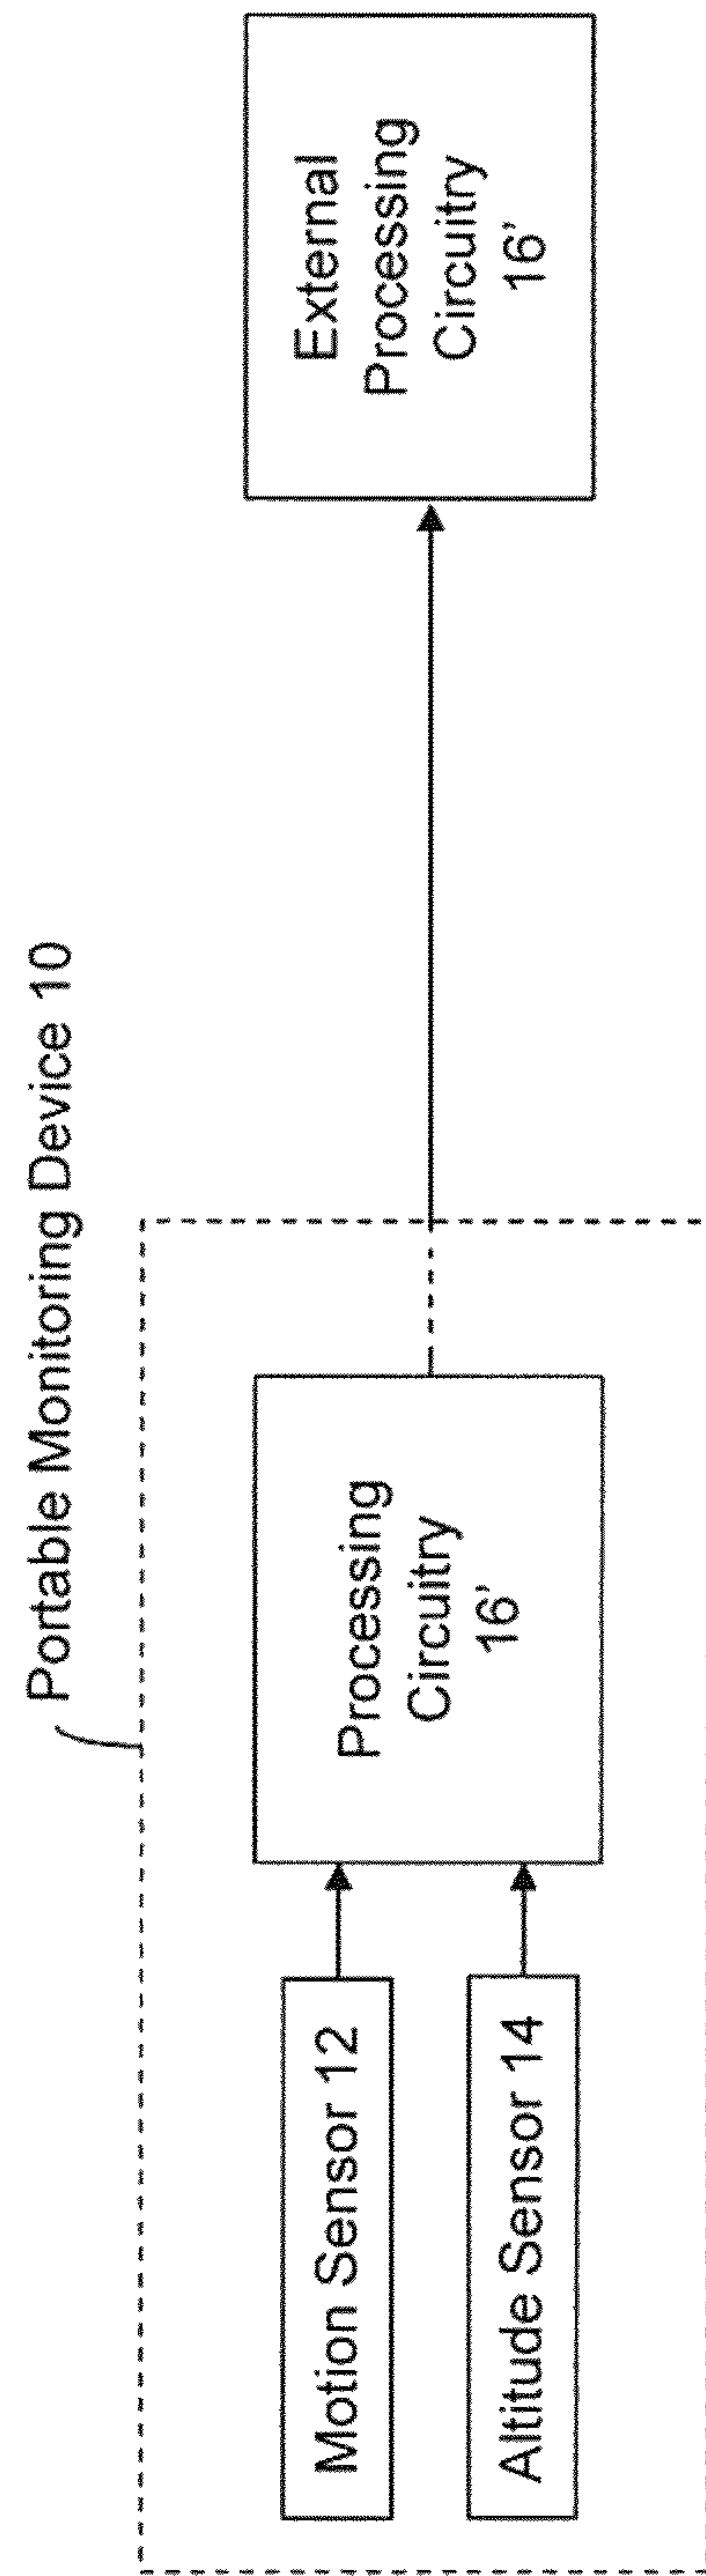 Portable Monitoring Device 10
Motion Sensor 12
Altitude Sensor 14
Processing
Circuitry
16'
External
Processing
Circuitry
16'